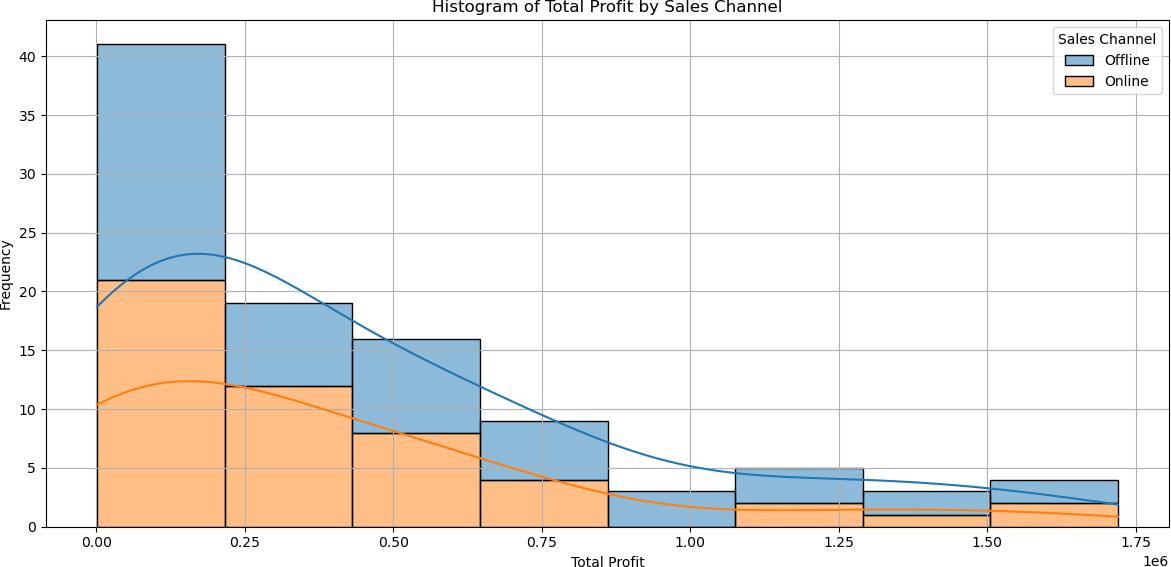 Histogram of Total Profit by Sales Channel
Sales Channel
Offline
Online
40
35
30
25
20
15
10
5
0
Frequency
0.00 0.25 0.50 0.75 1.00 1.25 1.50 1.75
1e6
Total Profit